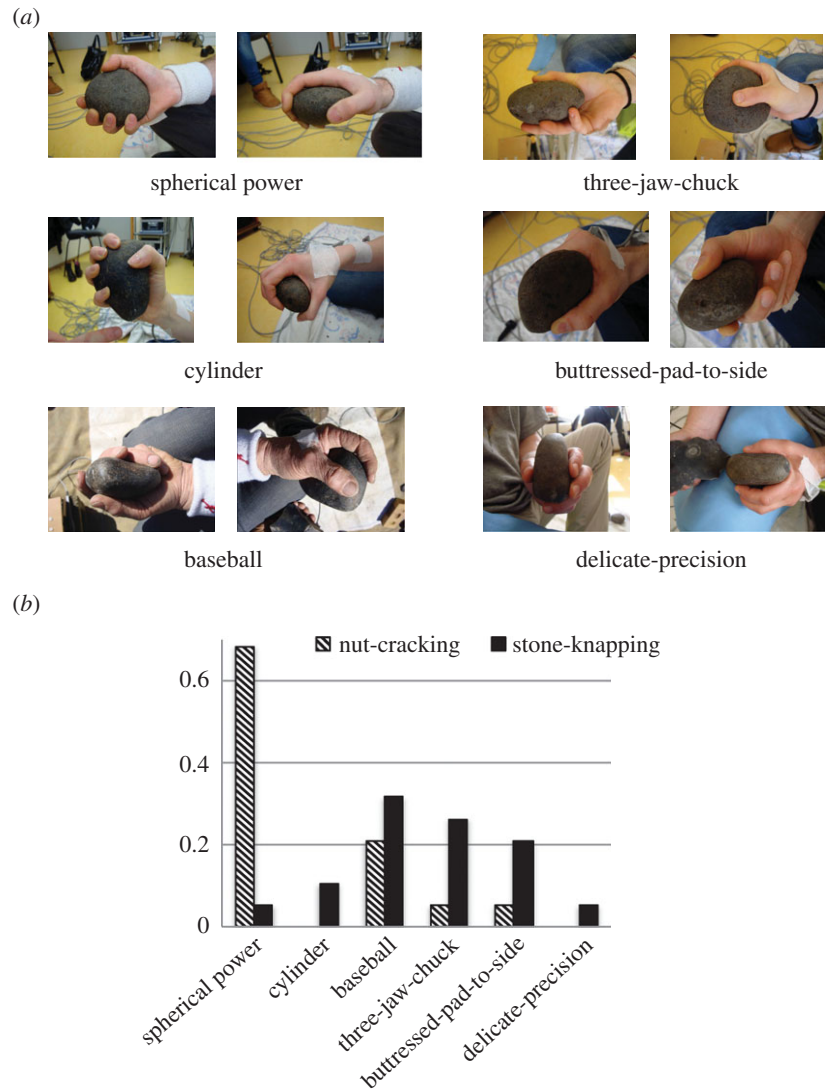 (a)
spherical power
three-jaw-chuck
cylinder
buttressed-pad-to-side
baseball
delicate-precision
(b)
nut-cracking
stone-knapping
0.6
0.4
0.2
0
spherical power
cylinder
baseball
three-jaw-chuck
buttressed-pad-to-side
delicate-precision